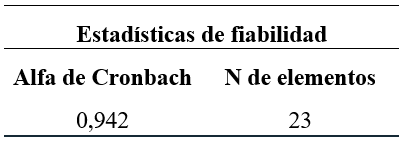 Estadísticas de fiabilidad
Alfa de Cronbach N de elementos
0,942 23